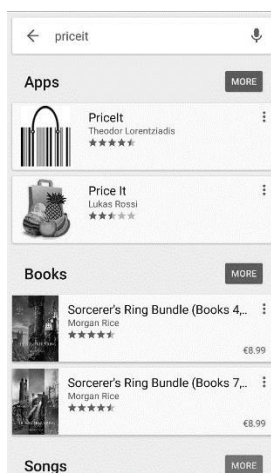 priceit
Apps
MORE
PriceIt
Theodor Lorentziadis
Price It
Lukas Rossi
Books
MORE
Sorcerer's Ring Bundle (Books 4,..
Morgan Rice
€8.99
Sorcerer's Ring Bundle (Books 7,..
Morgan Rice
€8.99
Songs
MORE